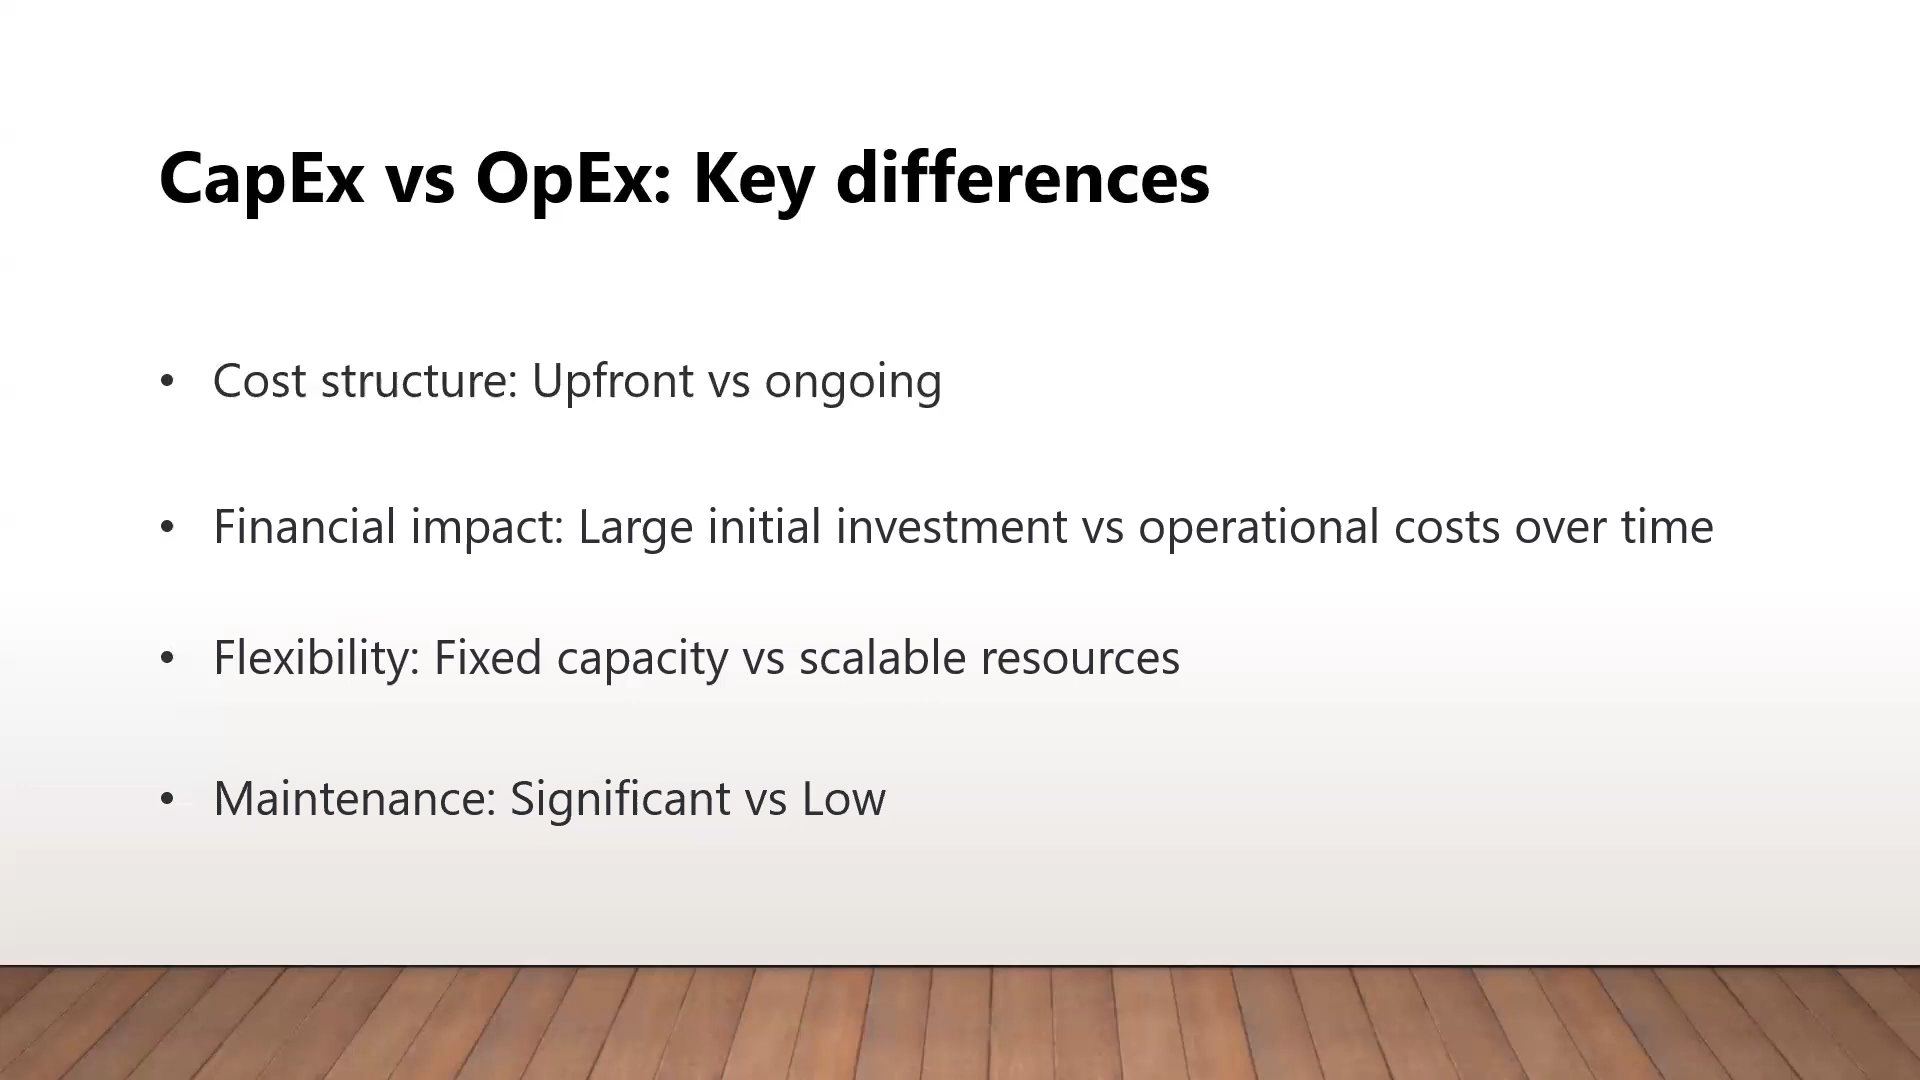 CapEx vs OpEx: Key differences
• Cost structure: Upfront vs ongoing
• Financial impact: Large initial investment vs operational costs over time
• Flexibility: Fixed capacity vs scalable resources
• Maintenance: Significant vs Low